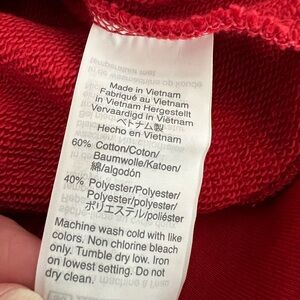 Made in Vietnam
Fabriqué au Vietnam
in Vietnam Hergestellt
Vervaardigd in Viêtnam
ベトナム製
Hecho en Vietnam
60% Cotton/Coton/
Baumwolle/Katoen/
綿/algodón
40% Polyester/Polyester/
Polyester/polyester/
ポリエステル/poliéster
Machine wash cold with like
colors. Non chlorine bleach
only. Tumble dry low. Iron
on lowest setting. Do not
dry clean.